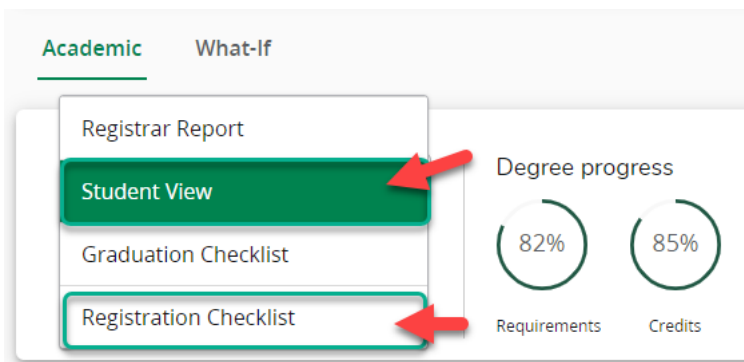 Academic What-If
Registrar Report
Student View
Graduation Checklist
Registration Checklist
Degree progress
82% 85%
Requirements Credits